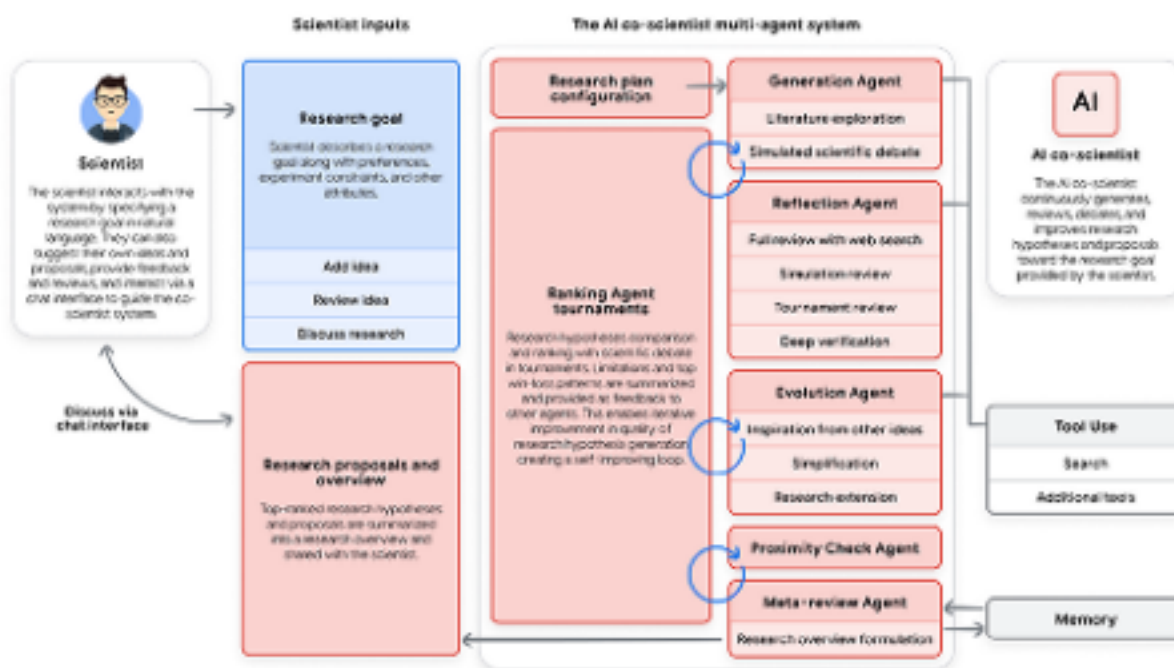 Scientist inputs
The AI co-scientist multi-agent system
Scientist
The scientist interacts with the
system by specifying a
research goal in natural
language. They can also
suggest their own ideas and
proposals, provide feedback
and reviews, and interact via a
chat interface to guide the co-
scientist system.
Discuss via
chat interface
Research goal
Scientist describes a research
goal along with preferences,
experiment constraints, and other
attributes.
Add idea
Review idea
Discuss research
Research proposals and
overview
Top-ranked research hypotheses
and proposals are summarized
into a research overview and
shared with the scientist.
Research plan
configuration
Ranking Agent
tournaments
Research hypotheses comparison
and ranking with scientific debate
in tournaments. Limitations and top
win-loss patterns are summarized
and provided as feedback to
other agents. This enables iterative
improvement in quality of
research hypothesis generation
creating a self-improving loop.
Generation Agent
Literature exploration
Simulated scientific debate
Reflection Agent
Full review with web search
Simulation review
Tournament review
Deep verification
Evolution Agent
Inspiration from other ideas
Simplification
Research extension
Proximity Check Agent
Meta-review Agent
Research overview formulation
AI
AI co-scientist
The AI co-scientist
continuously generates,
reviews, debates, and
improves research
hypotheses and proposals
toward the research goal
provided by the scientist.
Tool Use
Search
Additional tools
Memory